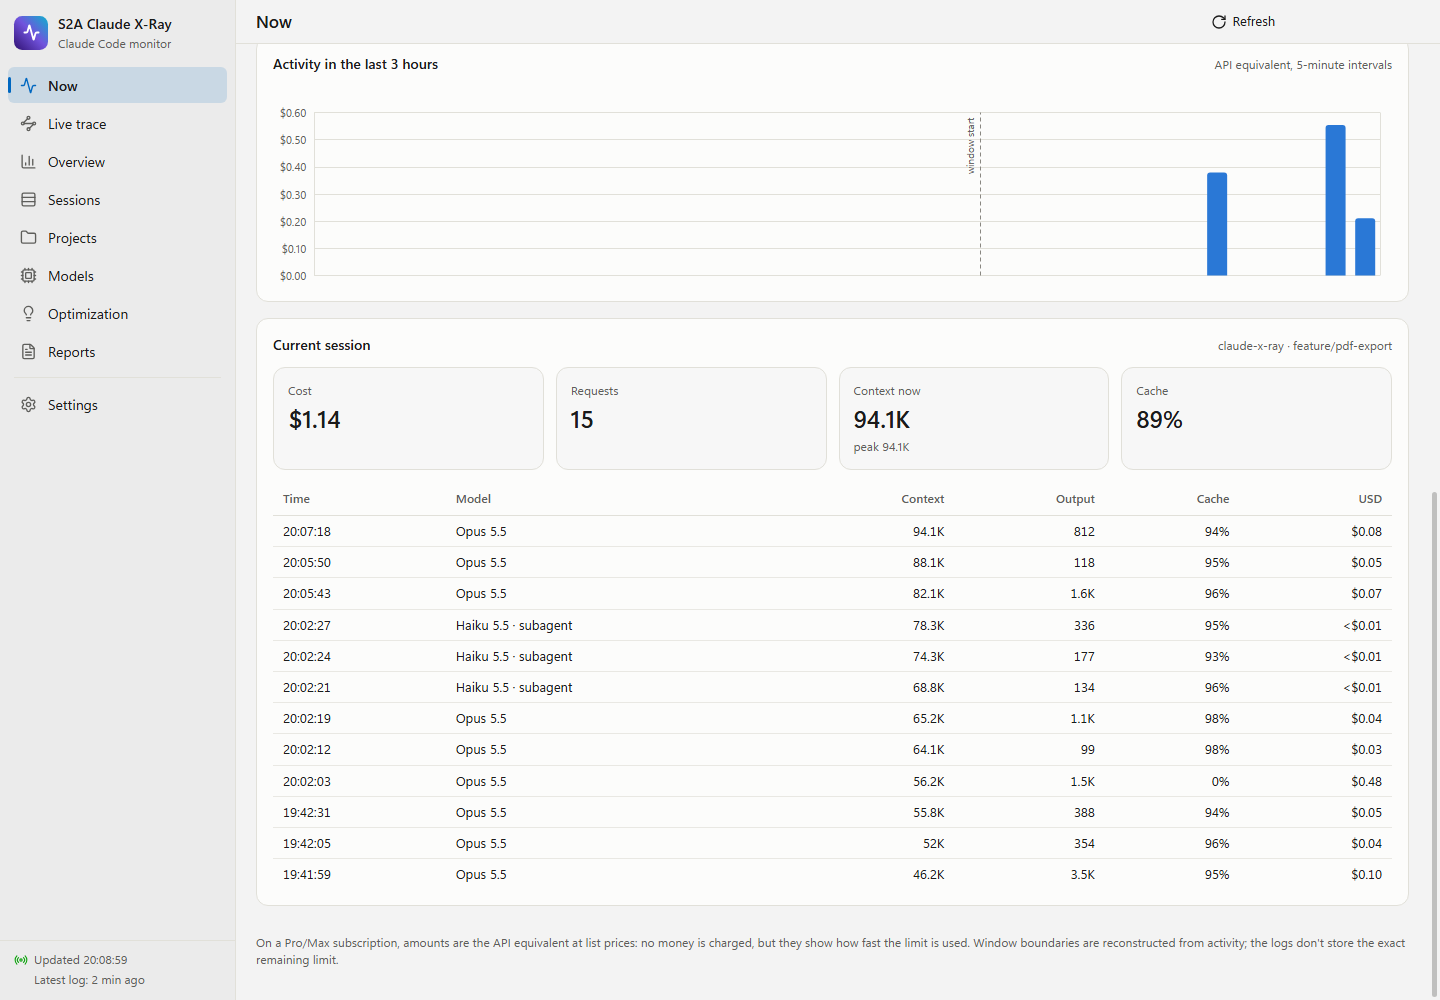 S2A Claude X-Ray
Claude Code monitor
Now
Live trace
Overview
Sessions
Projects
Models
Optimization
Reports
Settings
Updated 20:08:59
Latest log: 2 min ago
Now
Refresh
Activity in the last 3 hours
API equivalent, 5-minute intervals
$0.60
$0.50
$0.40
$0.30
$0.20
$0.10
$0.00
window start
Current session
claude-x-ray · feature/pdf-export
Cost
$1.14
Requests
15
Context now
94.1K
peak 94.1K
Cache
89%
Time Model Context Output Cache USD
20:07:18 Opus 5.5 94.1K 812 94% $0.08
20:05:50 Opus 5.5 88.1K 118 95% $0.05
20:05:43 Opus 5.5 82.1K 1.6K 96% $0.07
20:02:27 Haiku 5.5 · subagent 78.3K 336 95% <$0.01
20:02:24 Haiku 5.5 · subagent 74.3K 177 93% <$0.01
20:02:21 Haiku 5.5 · subagent 68.8K 134 96% <$0.01
20:02:19 Opus 5.5 65.2K 1.1K 98% $0.04
20:02:12 Opus 5.5 64.1K 99 98% $0.03
20:02:03 Opus 5.5 56.2K 1.5K 0% $0.48
19:42:31 Opus 5.5 55.8K 388 94% $0.05
19:42:05 Opus 5.5 52K 354 96% $0.04
19:41:59 Opus 5.5 46.2K 3.5K 95% $0.10
On a Pro/Max subscription, amounts are the API equivalent at list prices: no money is charged, but they show how fast the limit is used. Window boundaries are reconstructed from activity; the logs don't store the exact
remaining limit.